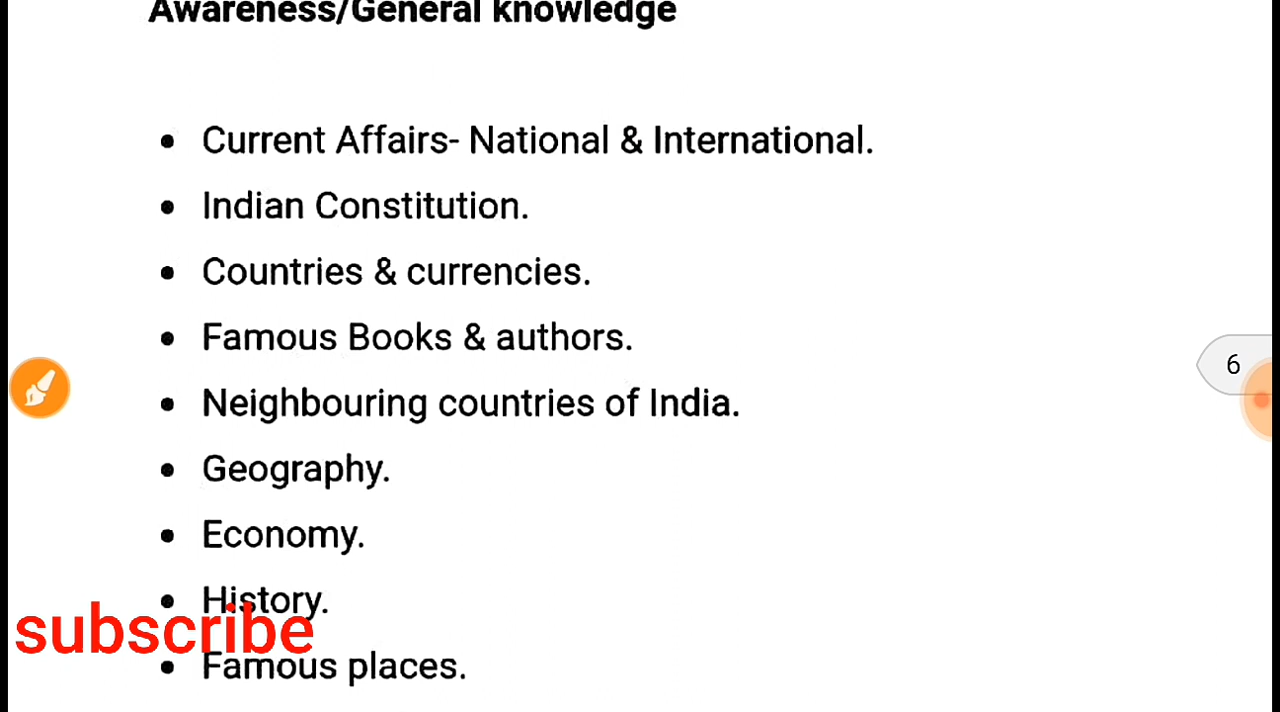 Awareness/General knowledge
• Current Affairs- National & International.
• Indian Constitution.
• Countries & currencies.
• Famous Books & authors.
• Neighbouring countries of India.
6
• Geography.
• Economy.
• History.
subscribe
• Famous places.